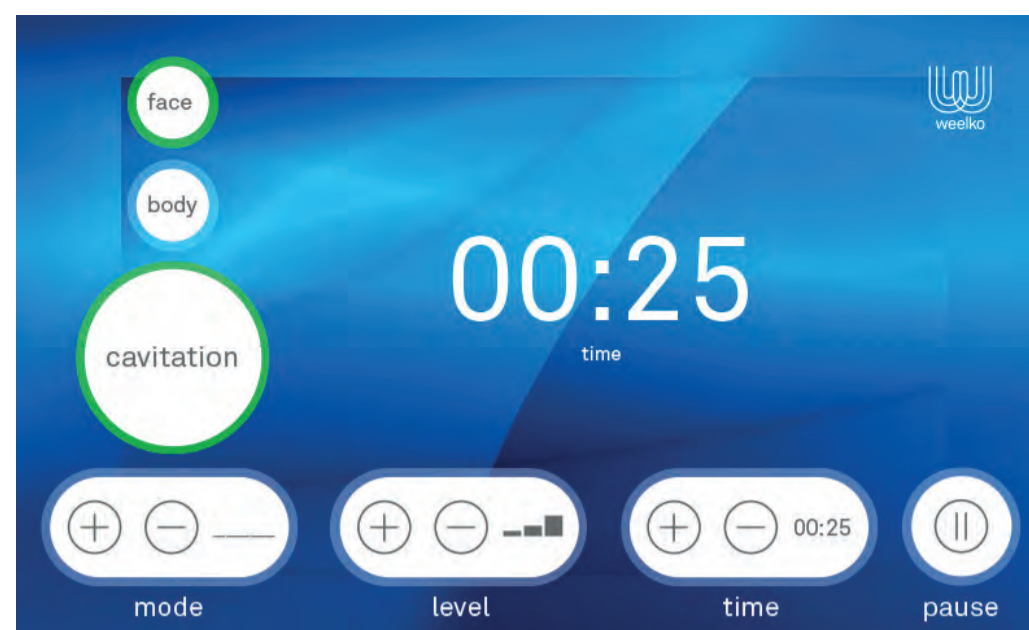 face
weelko
body
00:25
time
cavitation
00:25
mode
level
time
pause